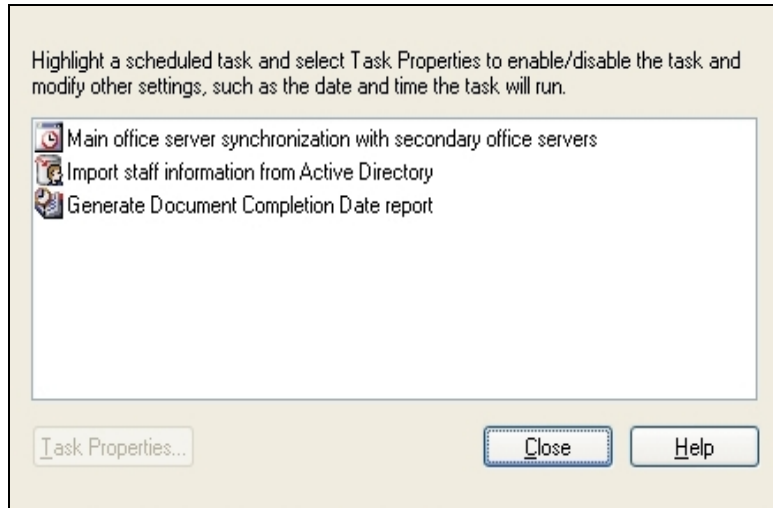 Highlight a scheduled task and select Task Properties to enable/disable the task and
modify other settings, such as the date and time the task will run.
Main office server synchronization with secondary office servers
Import staff information from Active Directory
Generate Document Completion Date report
Task Properties... Close Help